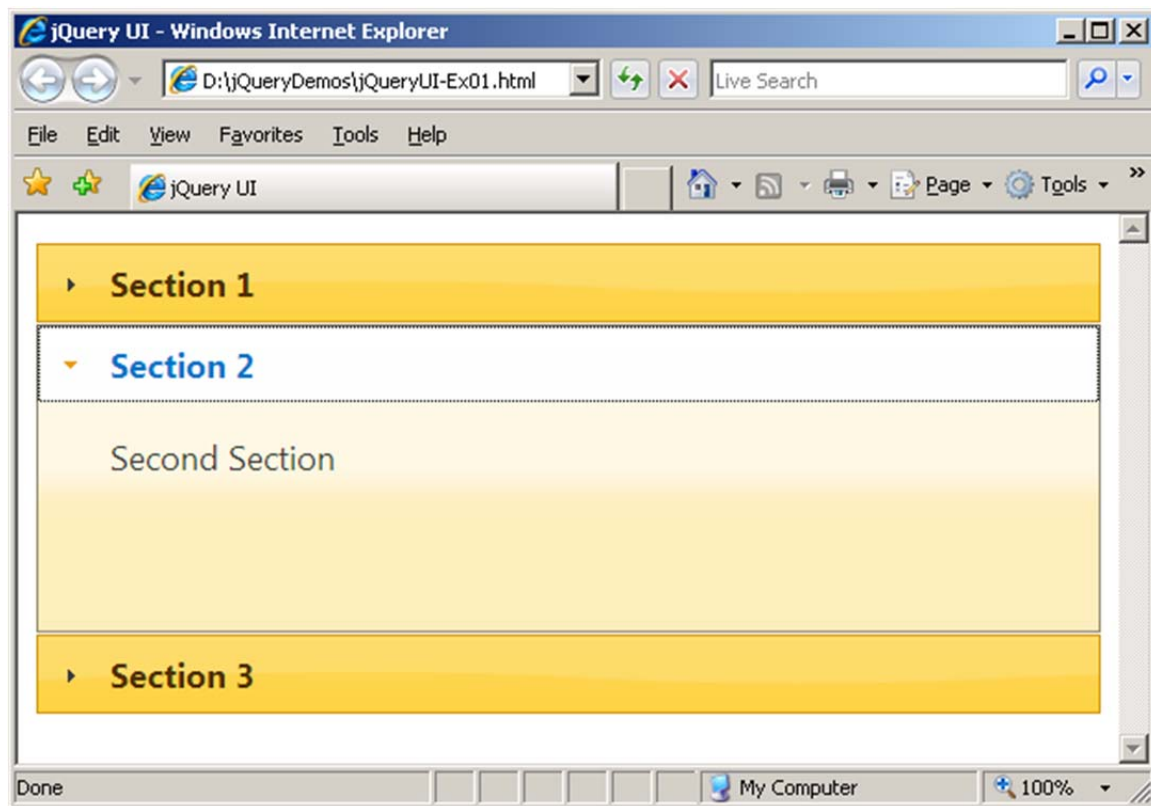 jQuery UI - Windows Internet Explorer
D:\jQueryDemos\jQueryUI-Ex01.html
Live Search
File Edit View Favorites Tools Help
jQuery UI
Page
Tools
»
Section 1
Section 2
Second Section
Section 3
Done
My Computer
100%